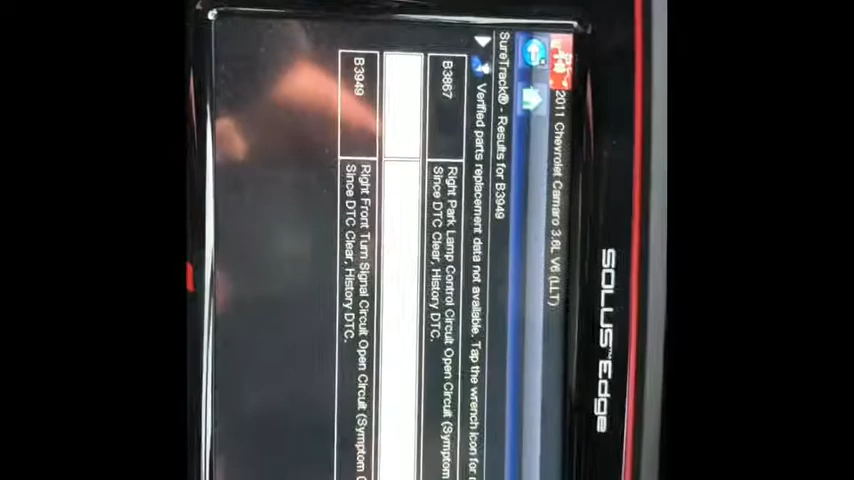 SOLUS™ Edge
2011 Chevrolet Camaro 3.6L V6 (LLT)
SureTrack® - Results for B3949
Verified parts replacement data not available. Tap the wrench icon for
B3867
Right Park Lamp Control Circuit Open Circuit (Symptom
Since DTC Clear, History DTC.
B3949
Right Front Turn Signal Circuit Open Circuit (Symptom
Since DTC Clear, History DTC.